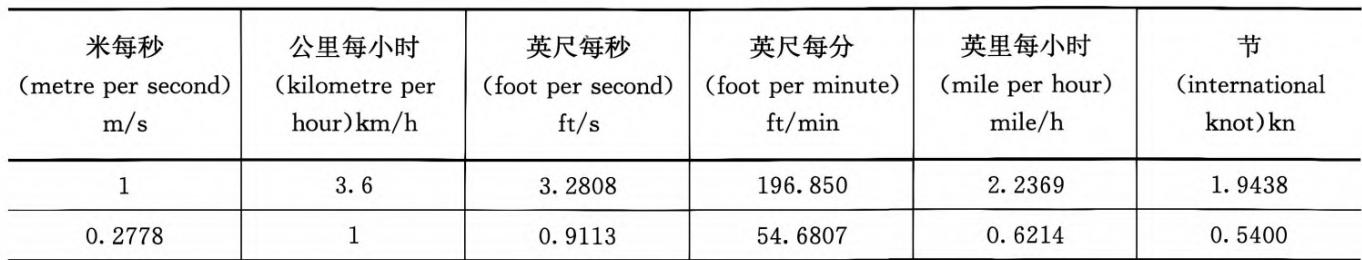 米每秒 公里每小时 英尺每秒 英尺每分 英里每小时 节
(metre per second) (kilometre per (foot per second) (foot per minute) (mile per hour) (international
m/s hour)km/h ft/s ft/min mile/h knot)kn
1 3.6 3.2808 196.850 2.2369 1.9438
0.2778 1 0.9113 54.6807 0.6214 0.5400